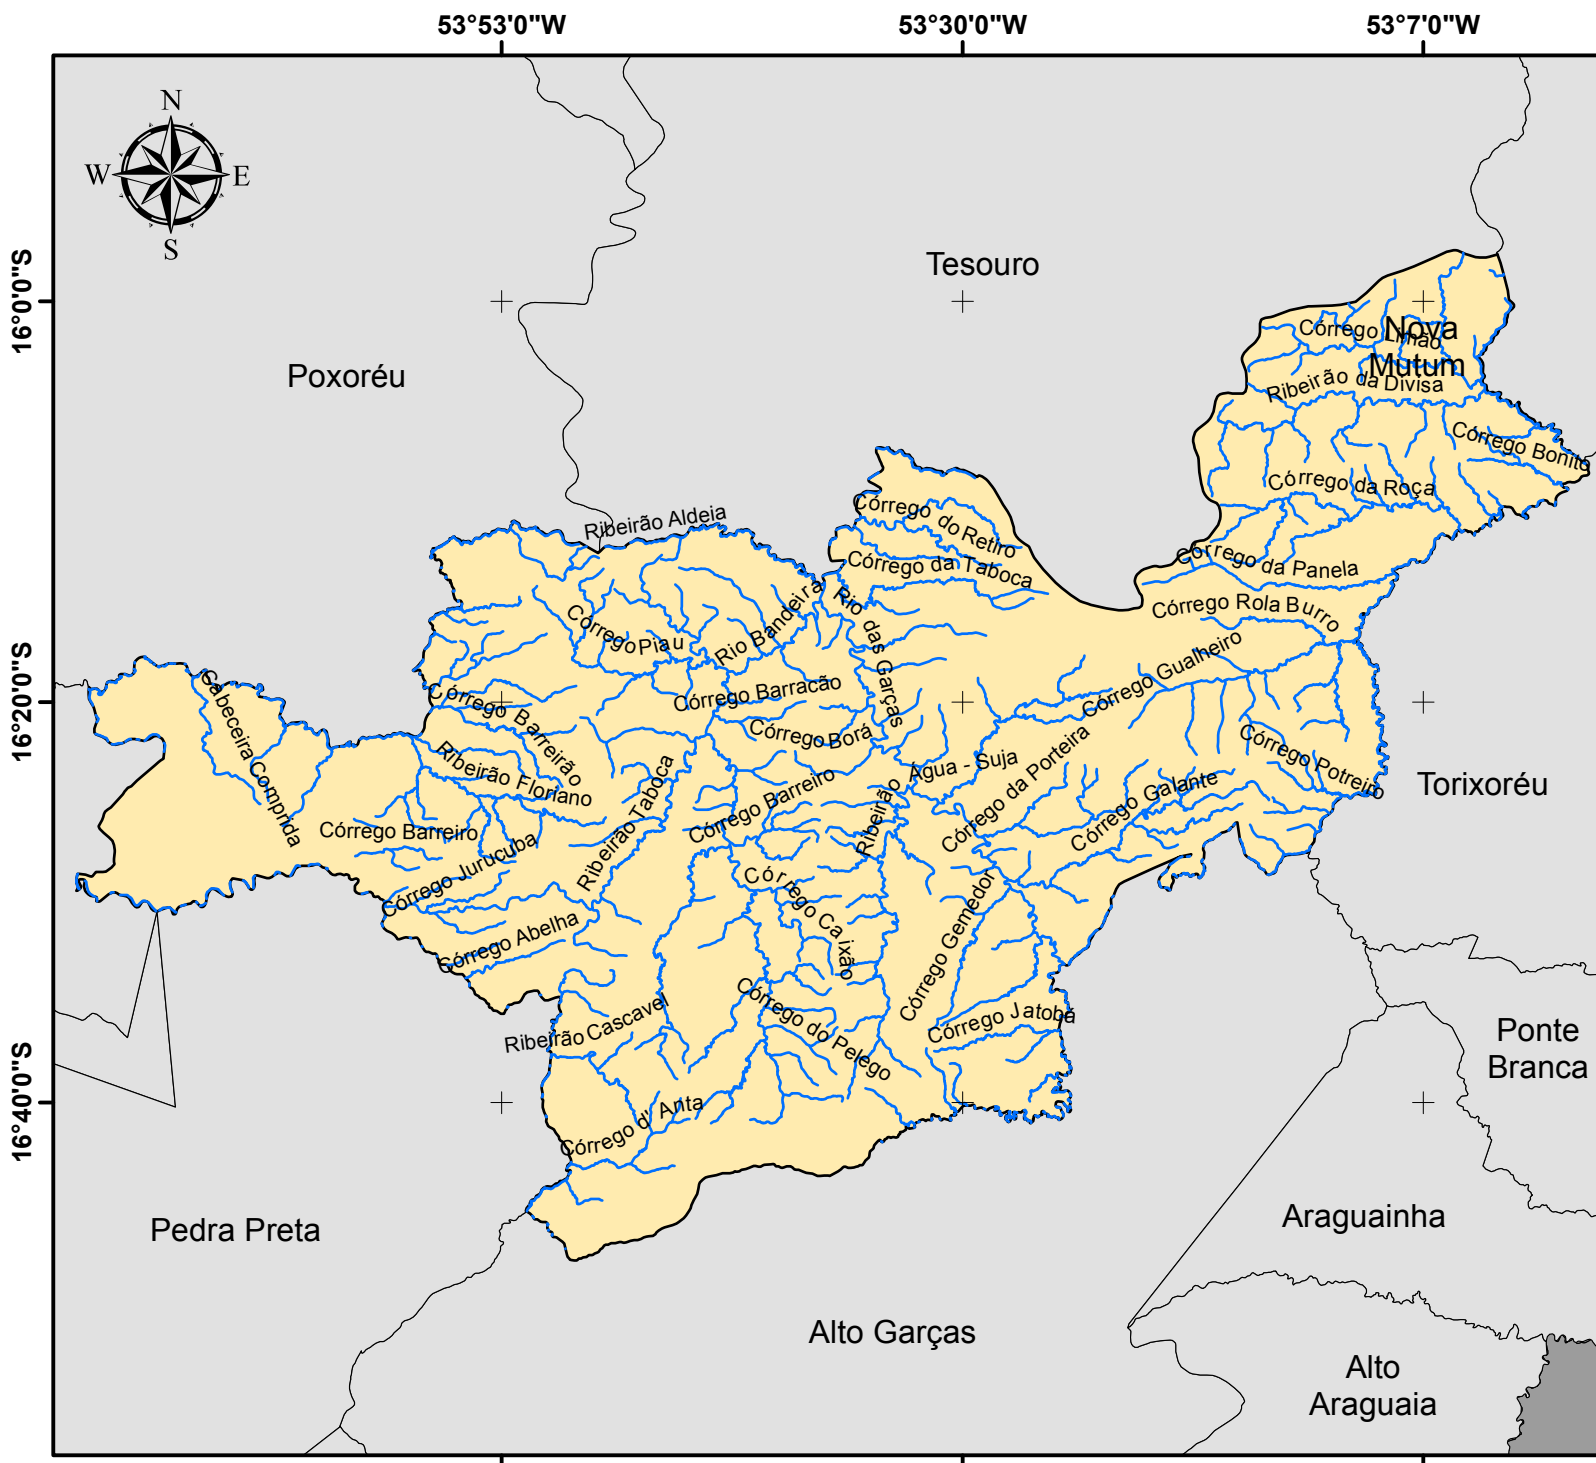 53°53'0"W
53°30'0"W
53°7'0"W
N
W
E
S
16°0'0"S
16°20'0"S
16°40'0"S
Tesouro
Poxoréu
Nova
Mutum
Córrego Limão
Ribeirão da Divisa
Córrego Bonito
Córrego da Roça
Ribeirão Aldeia
Córrego do Retiro
Córrego da Taboca
Córrego da Panela
Córrego Rola Burro
Córrego Piau
Rio Bandeira
Rio das Garças
Córrego Gualheiro
Cabeceira Comprida
Córrego Barreirão
Córrego Barracão
Córrego Borá
Ribeirão Floriano
Ribeirão Taboca
Córrego Barreiro
Ribeirão Água - Suja
Córrego da Porteira
Córrego Galante
Córrego Potreiro
Torixoréu
Córrego Barreiro
Córrego Jurucuba
Córrego Caixão
Córrego Gemedor
Córrego Abelha
Ribeirão Cascavel
Córrego do Pelego
Córrego Jatobá
Ponte
Branca
Córrego d' Anta
Pedra Preta
Araguainha
Alto Garças
Alto
Araguaia